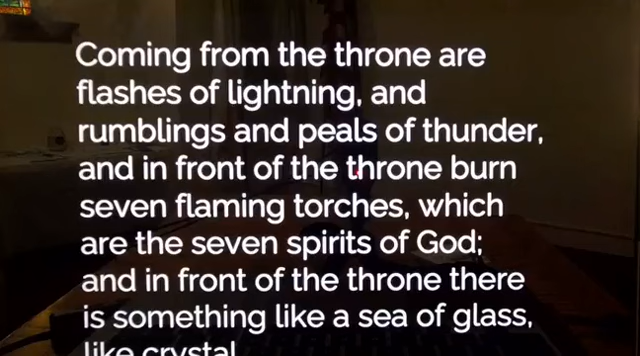 Coming from the throne are
flashes of lightning, and
rumblings and peals of thunder,
and in front of the throne burn
seven flaming torches, which
are the seven spirits of God;
and in front of the throne there
is something like a sea of glass,
like crystal